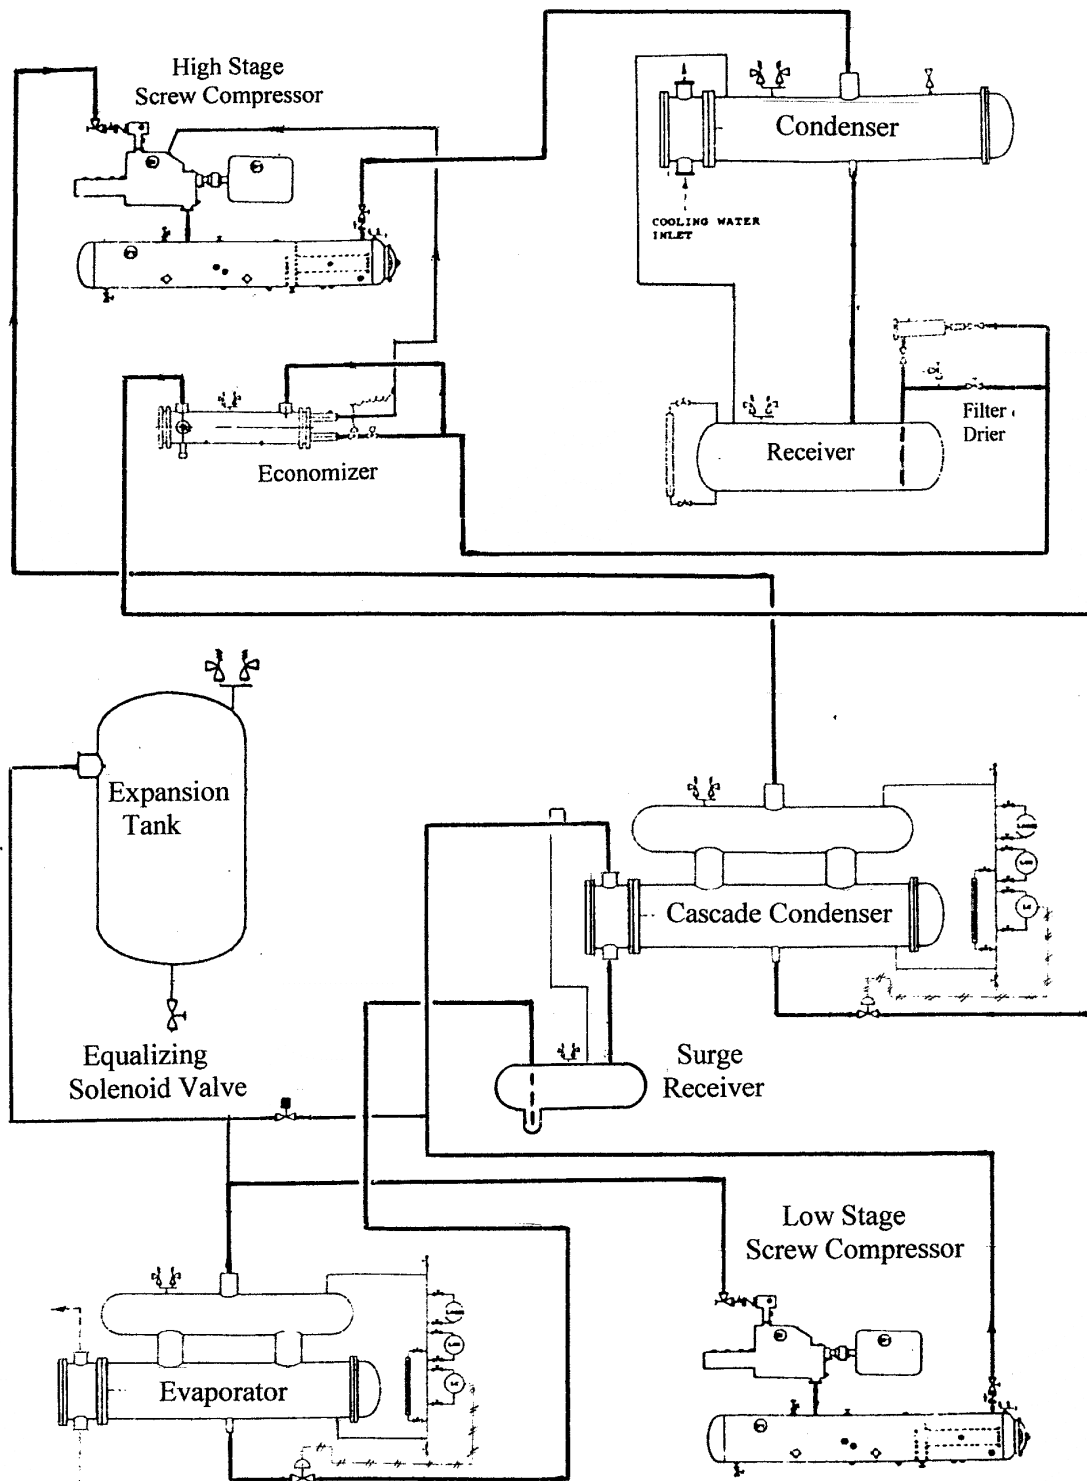 High Stage
Screw Compressor
Condenser
COOLING WATER
INLET
Filter
Drier
Receiver
Economizer
Expansion
Tank
Cascade Condenser
Equalizing
Solenoid Valve
Surge
Receiver
Low Stage
Screw Compressor
Evaporator